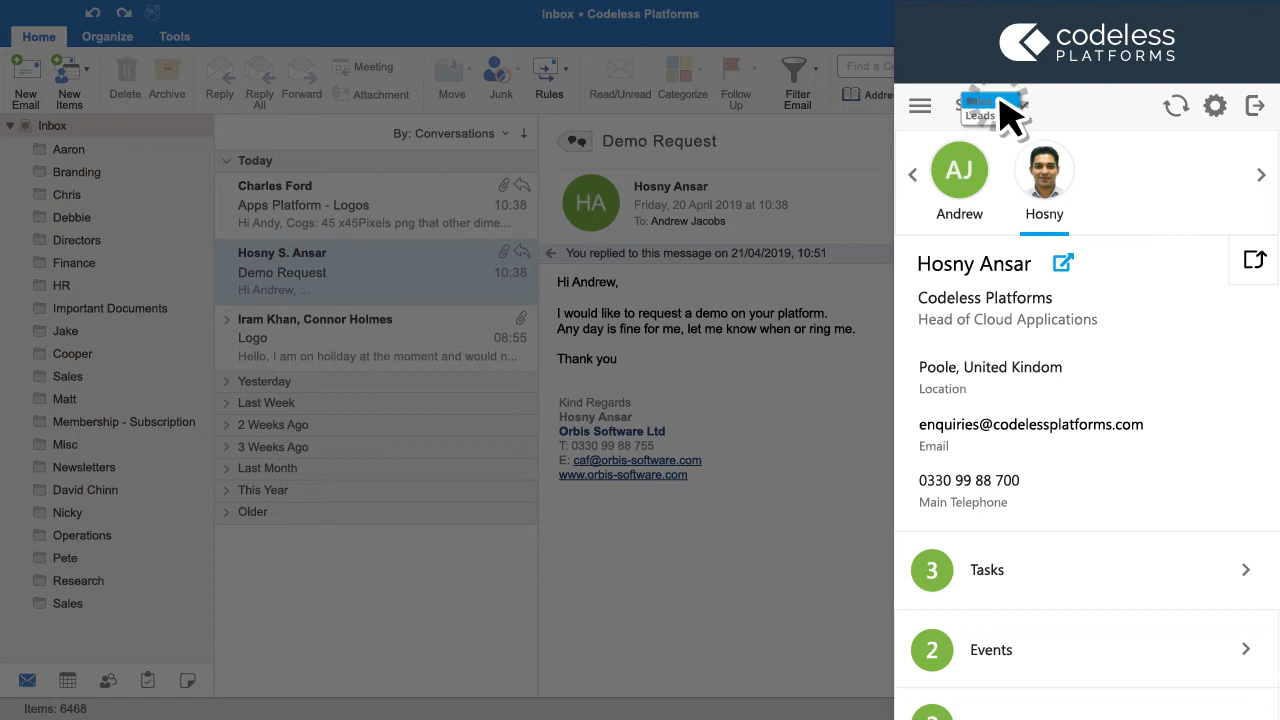 Inbox • Codeless Platforms
Home Organize Tools
New Email
New Items
Delete
Archive
Reply
Reply All
Forward
Meeting
Attachment
Move
Junk
Rules
Read/Unread
Categorize
Follow Up
Filter Email
Find a Co
Addre
Inbox
Aaron
Branding
Chris
Debbie
Directors
Finance
HR
Important Documents
Jake
Cooper
Sales
Matt
Membership - Subscription
Misc
Newsletters
David Chinn
Nicky
Operations
Pete
Research
Sales
Items: 6468
By: Conversations
Today
Charles Ford
Apps Platform - Logos 10:38
Hi Andy, Cogs: 45 x45Pixels png that other dime...
Hosny S. Ansar
Demo Request 10:38
Hi Andrew, ...
Iram Khan, Connor Holmes
Logo 08:55
Hello, I am on holiday at the moment and would n...
Yesterday
Last Week
2 Weeks Ago
3 Weeks Ago
Last Month
This Year
Older
Demo Request
HA
Hosny Ansar
Friday, 20 April 2019 at 10:38
To: Andrew Jacobs
You replied to this message on 21/04/2019, 10:51
Hi Andrew,
I would like to request a demo on your platform.
Any day is fine for me, let me know when or ring me.
Thank you
Kind Regards
Hosny Ansar
Orbis Software Ltd
T: 0330 99 88 755
E: caf@orbis-software.com
www.orbis-software.com
codeless
PLATFORMS
Leads
AJ
Andrew Hosny
Hosny Ansar
Codeless Platforms
Head of Cloud Applications
Poole, United Kindom
Location
enquiries@codelessplatforms.com
Email
0330 99 88 700
Main Telephone
3 Tasks
2 Events